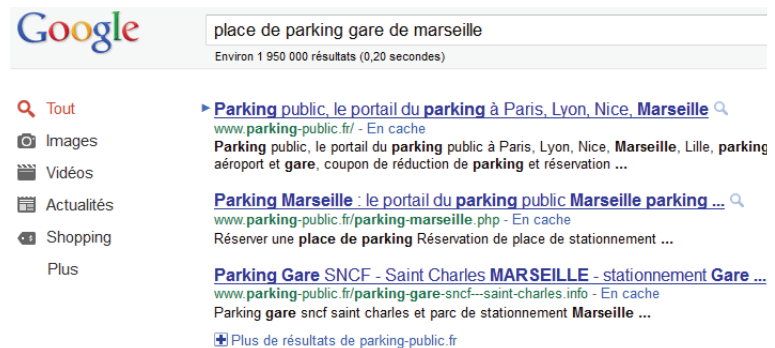 Google
place de parking gare de marseille
Environ 1 950 000 résultats (0,20 secondes)
Tout
Images
Vidéos
Actualités
Shopping
Plus
Parking public, le portail du parking à Paris, Lyon, Nice, Marseille
www.parking-public.fr/ - En cache
Parking public, le portail du parking public à Paris, Lyon, Nice, Marseille, Lille, parking
aéroport et gare, coupon de réduction de parking et réservation ...
Parking Marseille : le portail du parking public Marseille parking ...
www.parking-public.fr/parking-marseille.php - En cache
Réserver une place de parking Réservation de place de stationnement ...
Parking Gare SNCF - Saint Charles MARSEILLE - stationnement Gare ...
www.parking-public.fr/parking-gare-sncf---saint-charles.info - En cache
Parking gare sncf saint charles et parc de stationnement Marseille ...
Plus de résultats de parking-public.fr